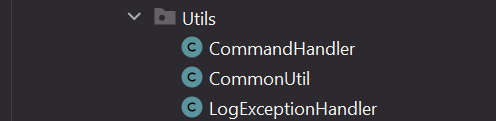 Utils
C CommandHandler
C CommonUtil
C LogExceptionHandler